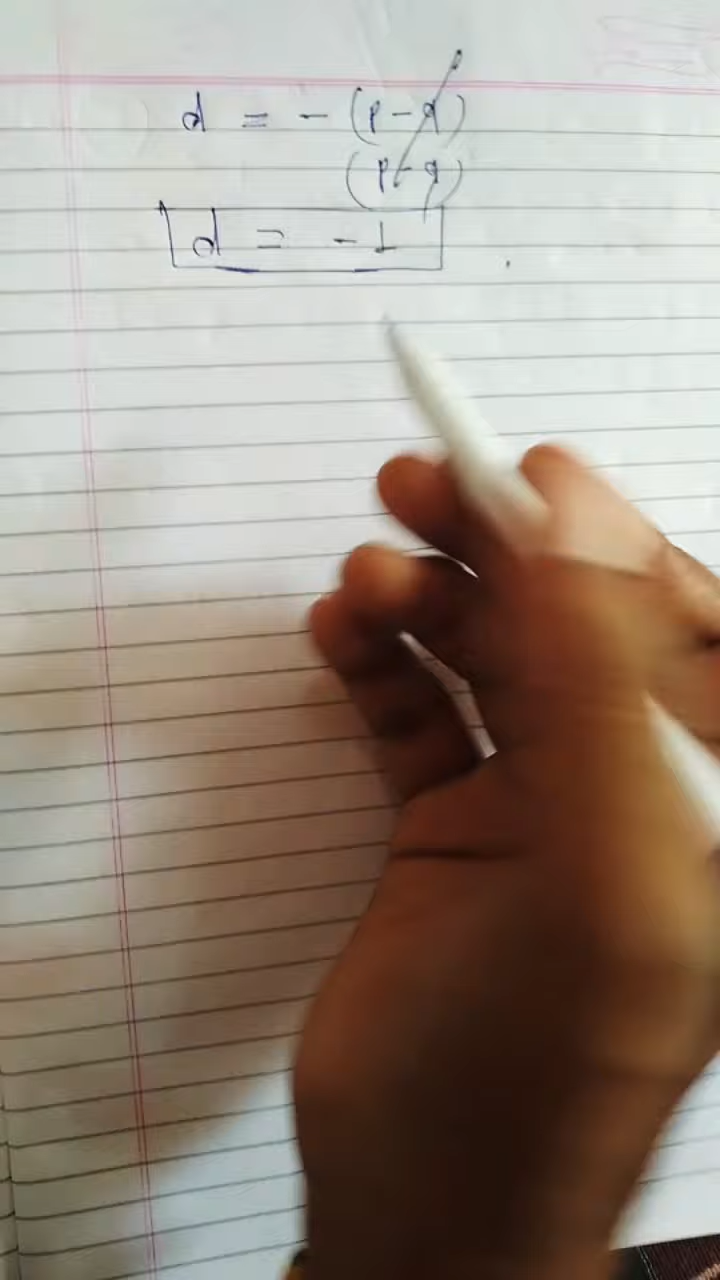 d = - (p - q)
(p - q)
d = - 1